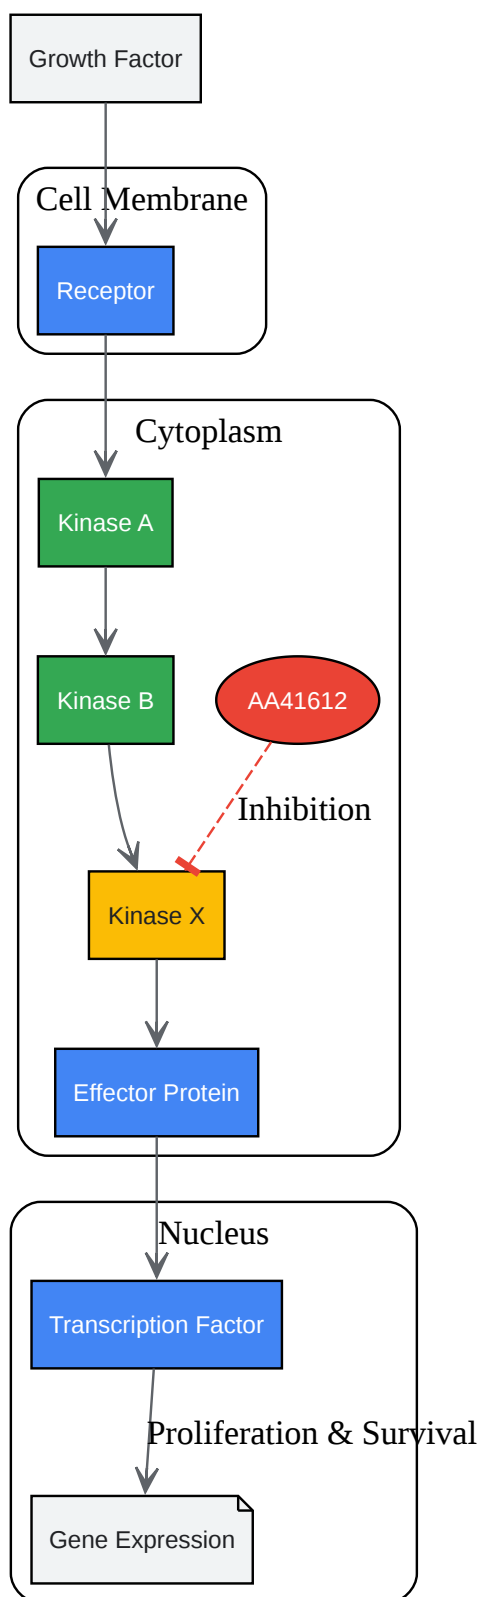 Growth Factor
Cell Membrane
Receptor
Cytoplasm
Kinase A
Kinase B
AA41612
Inhibition
Kinase X
Effector Protein
Nucleus
Transcription Factor
Proliferation & Survival
Gene Expression